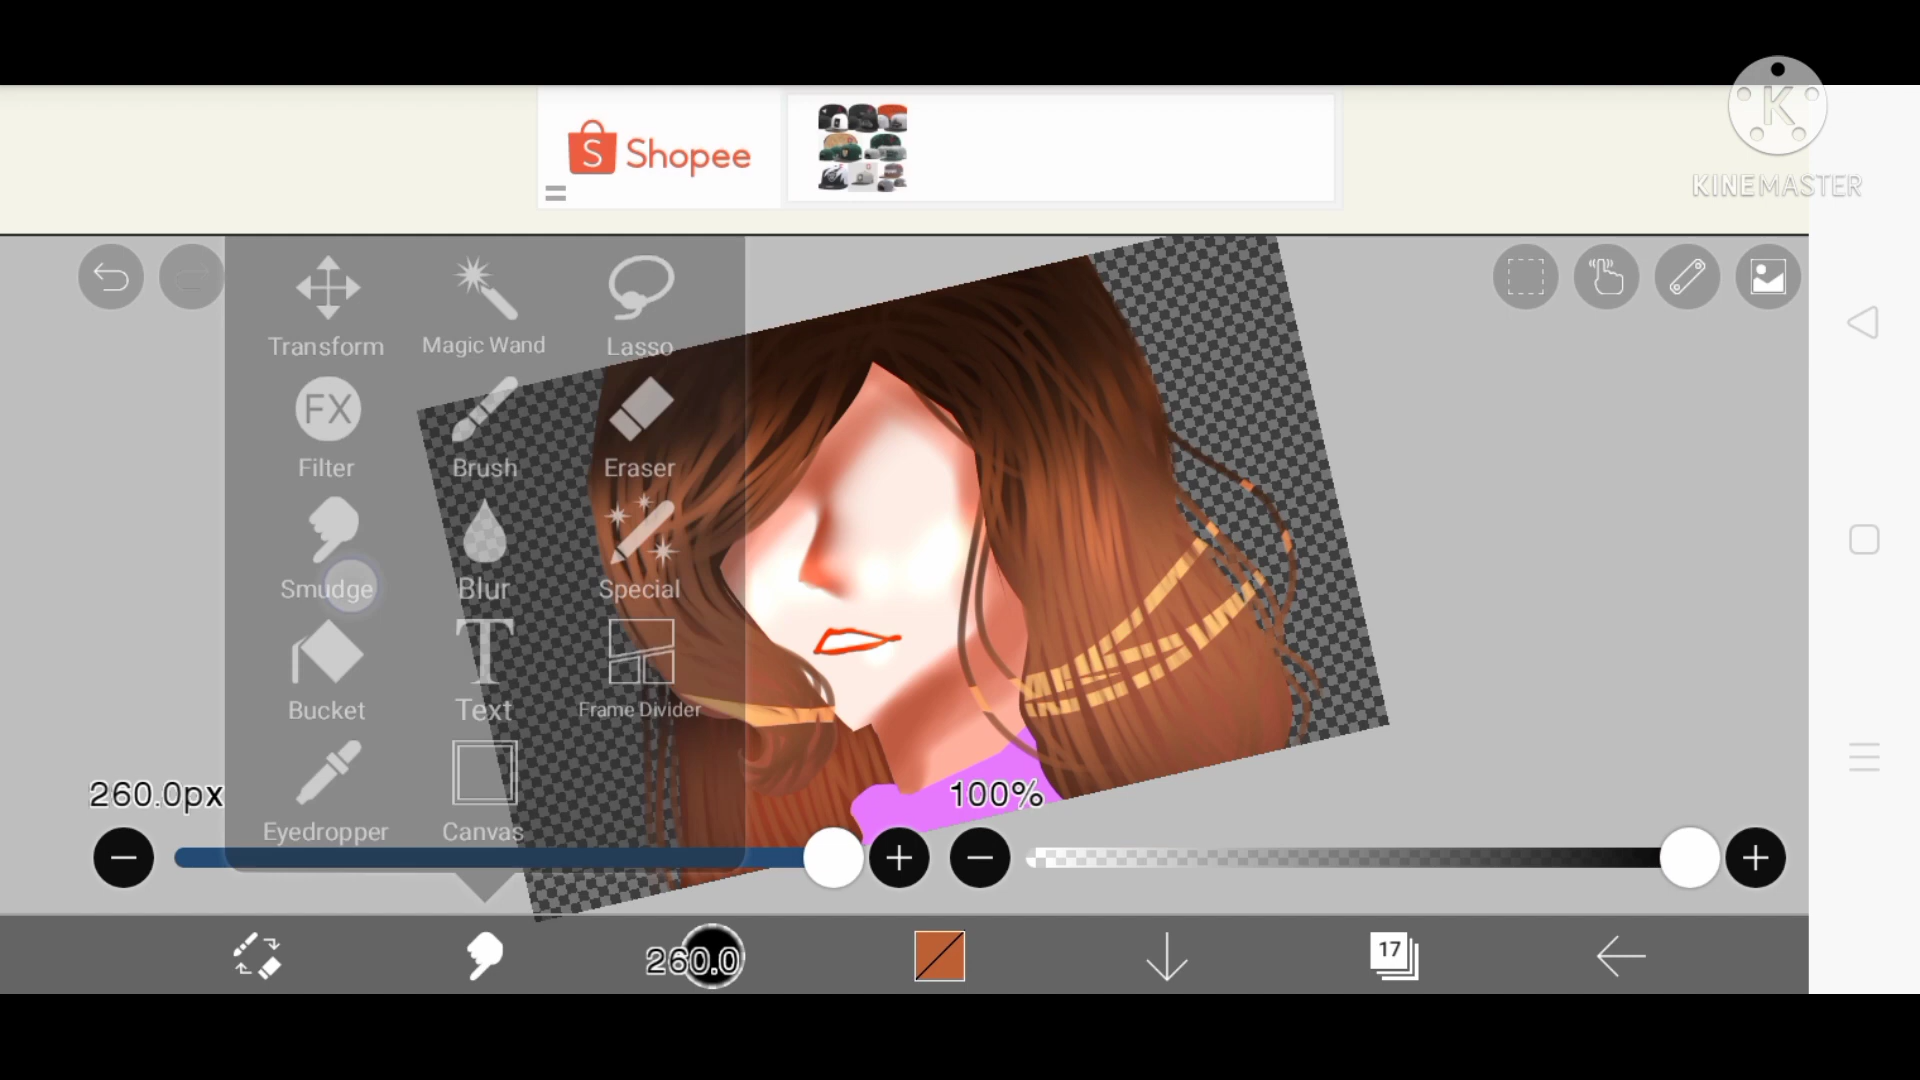 S Shopee
K
KINEMASTER
Transform Magic Wand Lasso
FX
Filter Brush Eraser
Smudge Blur Special
T
Bucket Text Frame Divider
260.0px 100%
Eyedropper Canvas
260.0 17